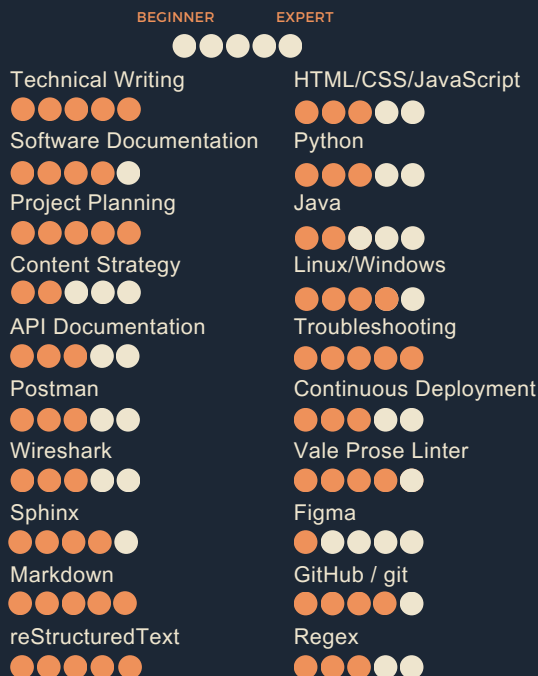 BEGINNER EXPERT
Technical Writing
Software Documentation
Project Planning
Content Strategy
API Documentation
Postman
Wireshark
Sphinx
Markdown
reStructuredText
HTML/CSS/JavaScript
Python
Java
Linux/Windows
Troubleshooting
Continuous Deployment
Vale Prose Linter
Figma
GitHub / git
Regex